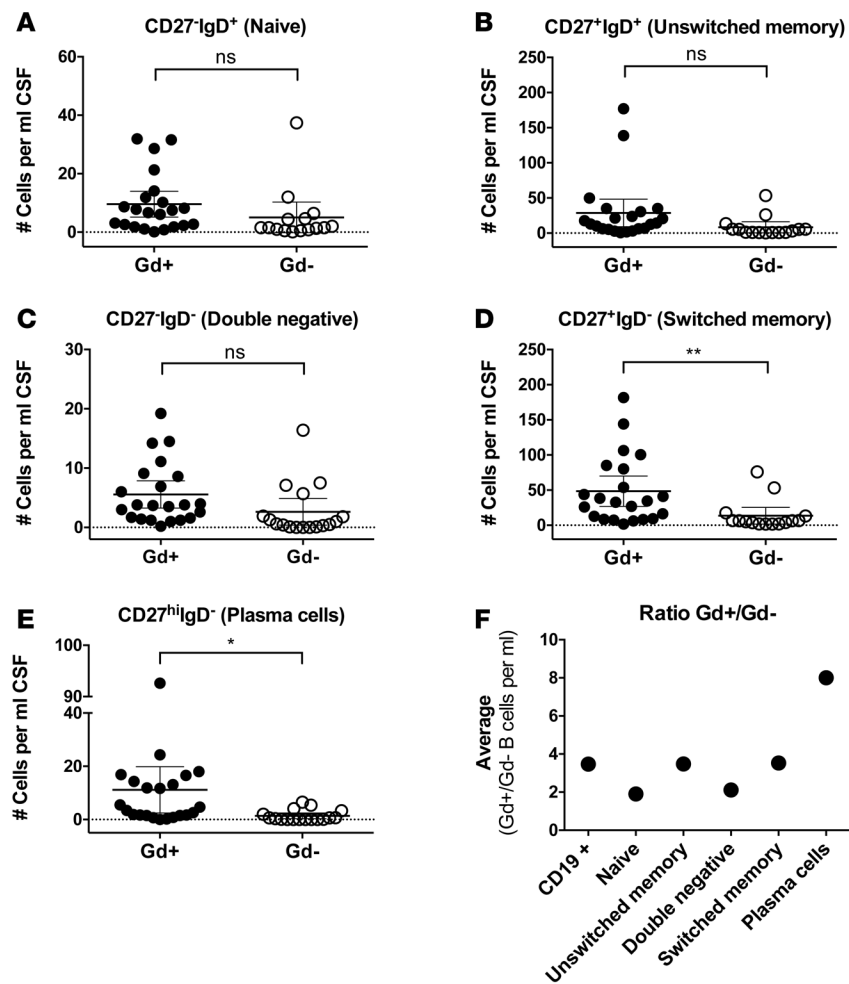 A
CD27-IgD+ (Naive)
# Cells per ml CSF
60
40
20
0
ns
Gd+
Gd-
B
CD27+IgD+ (Unswitched memory)
# Cells per ml CSF
250
200
150
100
50
0
ns
Gd+
Gd-
C
CD27-IgD- (Double negative)
# Cells per ml CSF
30
20
10
0
ns
Gd+
Gd-
D
CD27+IgD- (Switched memory)
# Cells per ml CSF
250
200
150
100
50
0
**
Gd+
Gd-
E
CD27hiIgD- (Plasma cells)
# Cells per ml CSF
100
90
40
20
0
*
Gd+
Gd-
F
Ratio Gd+/Gd-
Average
(Gd+/Gd- B cells per ml)
10
8
6
4
2
0
CD19 +
Naive
Unswitched memory
Double negative
Switched memory
Plasma cells